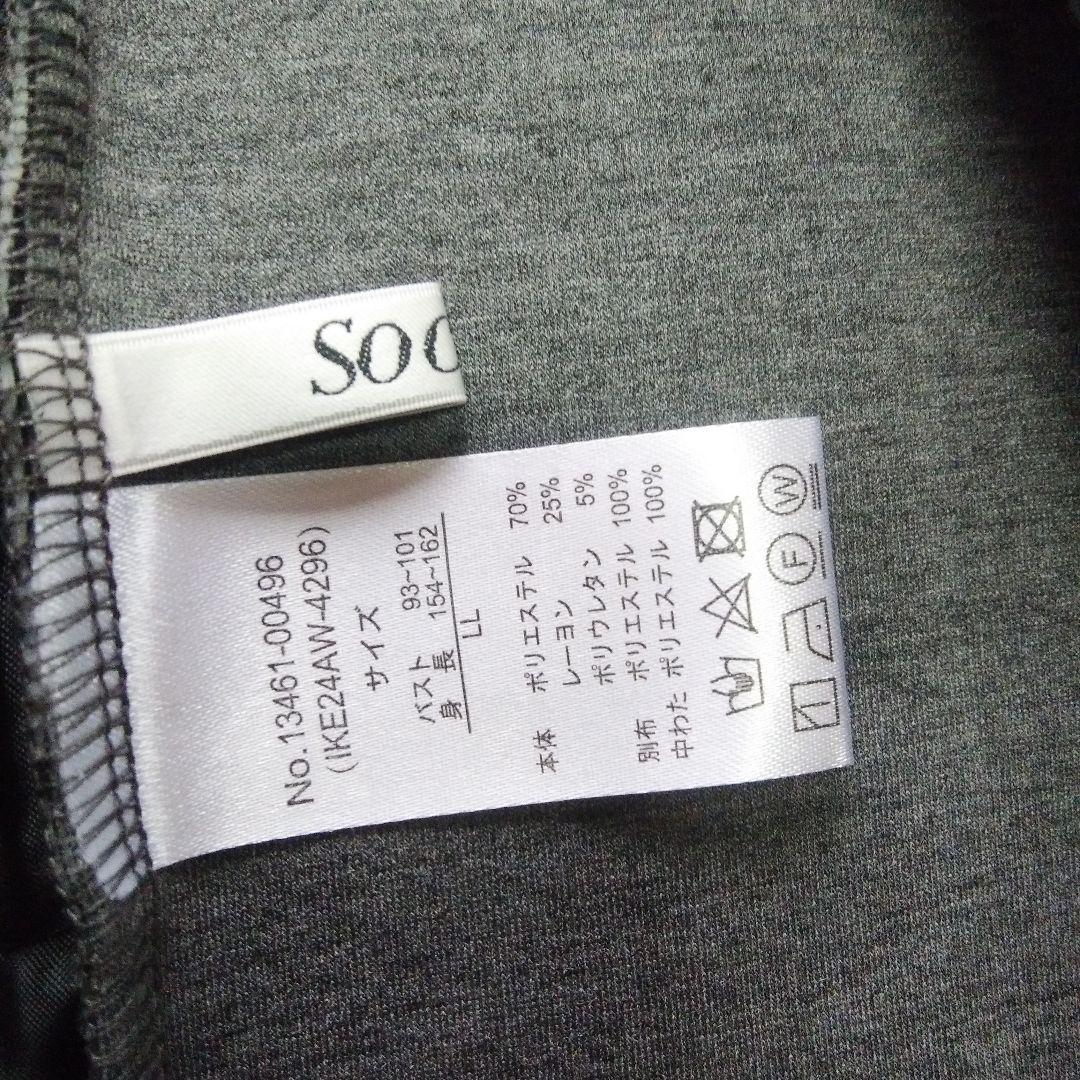 SO
No.13461-00496
(IKE24AW-4296)
サイズ
バスト 93~101
身 長 154~162
LL
本体 ポリエステル 70%
レーヨン 25%
ポリウレタン 5%
別布 ポリエステル 100%
中わた ポリエステル 100%
F W